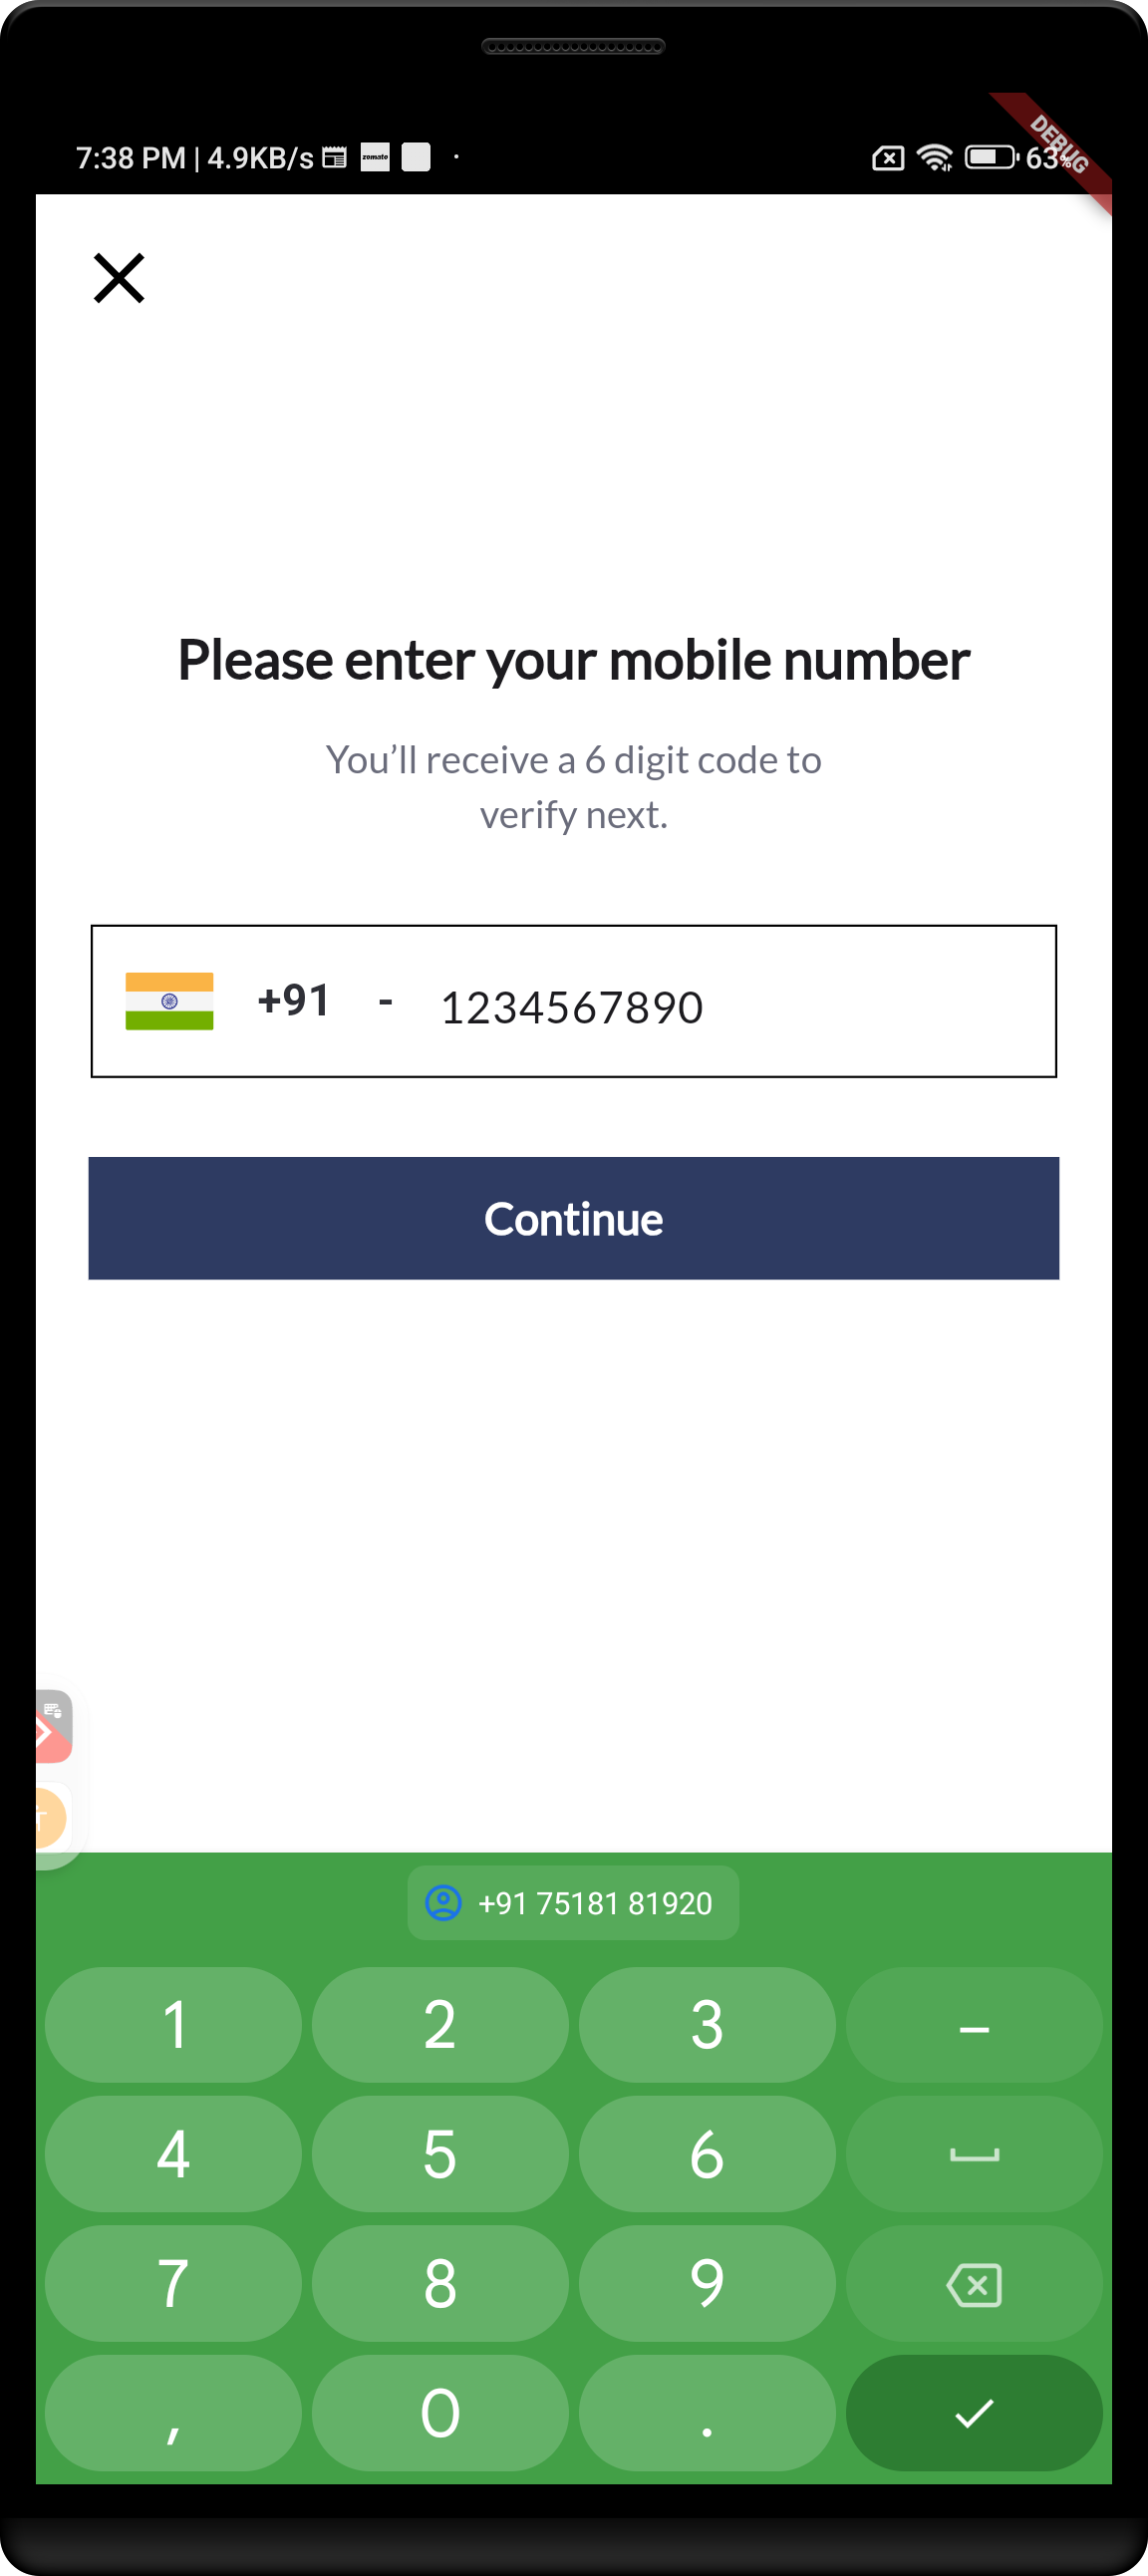 7:38 PM | 4.9KB/s zomato
63%
DEBUG
Please enter your mobile number
You’ll receive a 6 digit code to
verify next.
+91 - 1234567890
Continue
+91 75181 81920
1 2 3 –
4 5 6
7 8 9
, 0 .